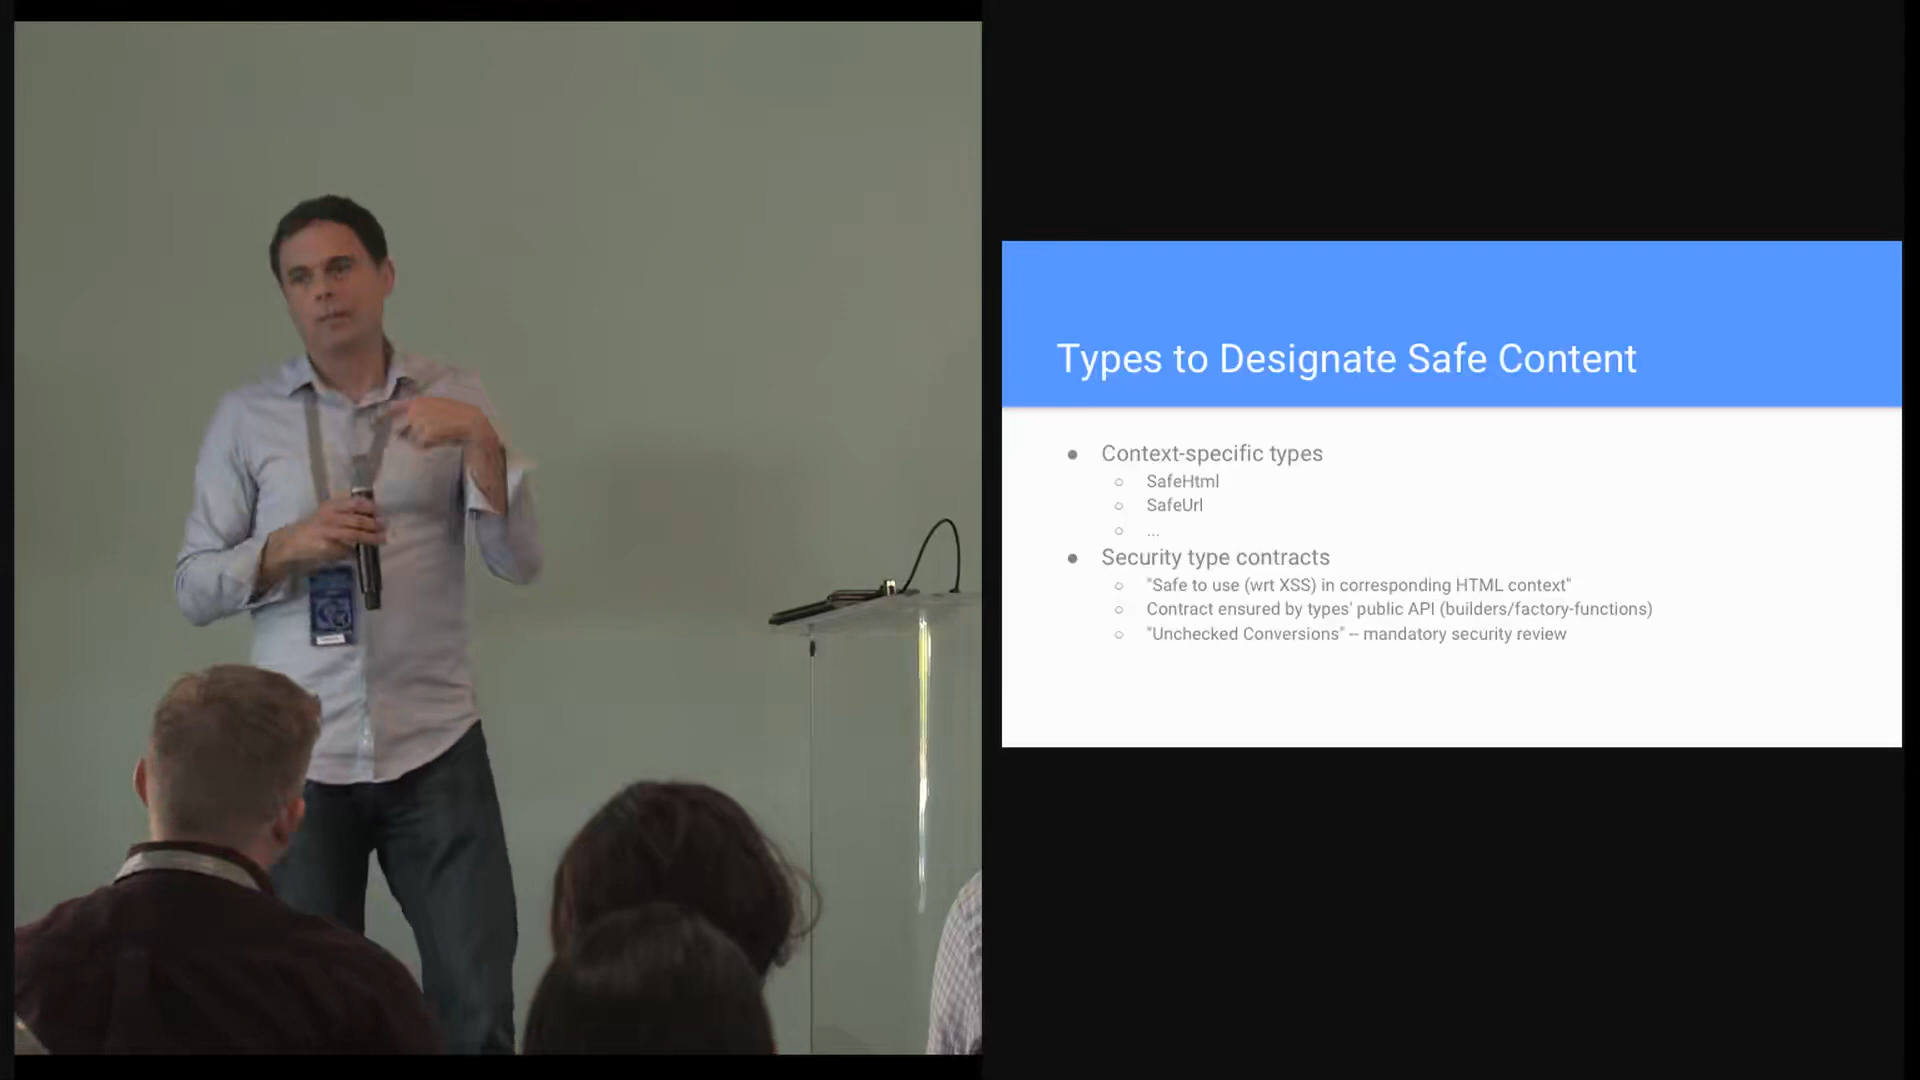 Types to Designate Safe Content
● Context-specific types
○ SafeHtml
○ SafeUrl
○ ...
● Security type contracts
○ "Safe to use (wrt XSS) in corresponding HTML context"
○ Contract ensured by types' public API (builders/factory-functions)
○ "Unchecked Conversions" -- mandatory security review